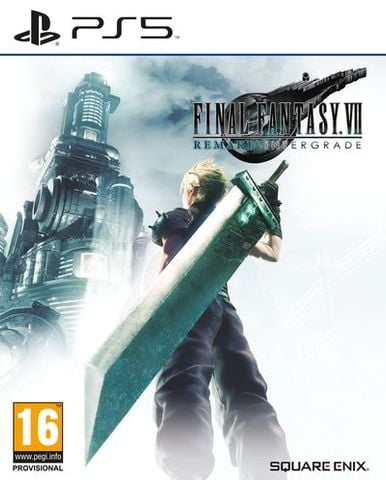 PS5
FINAL FANTASY. VII
REMAKE INTERGRADE
16
www.pegi.info
PROVISIONAL
SQUARE ENIX.